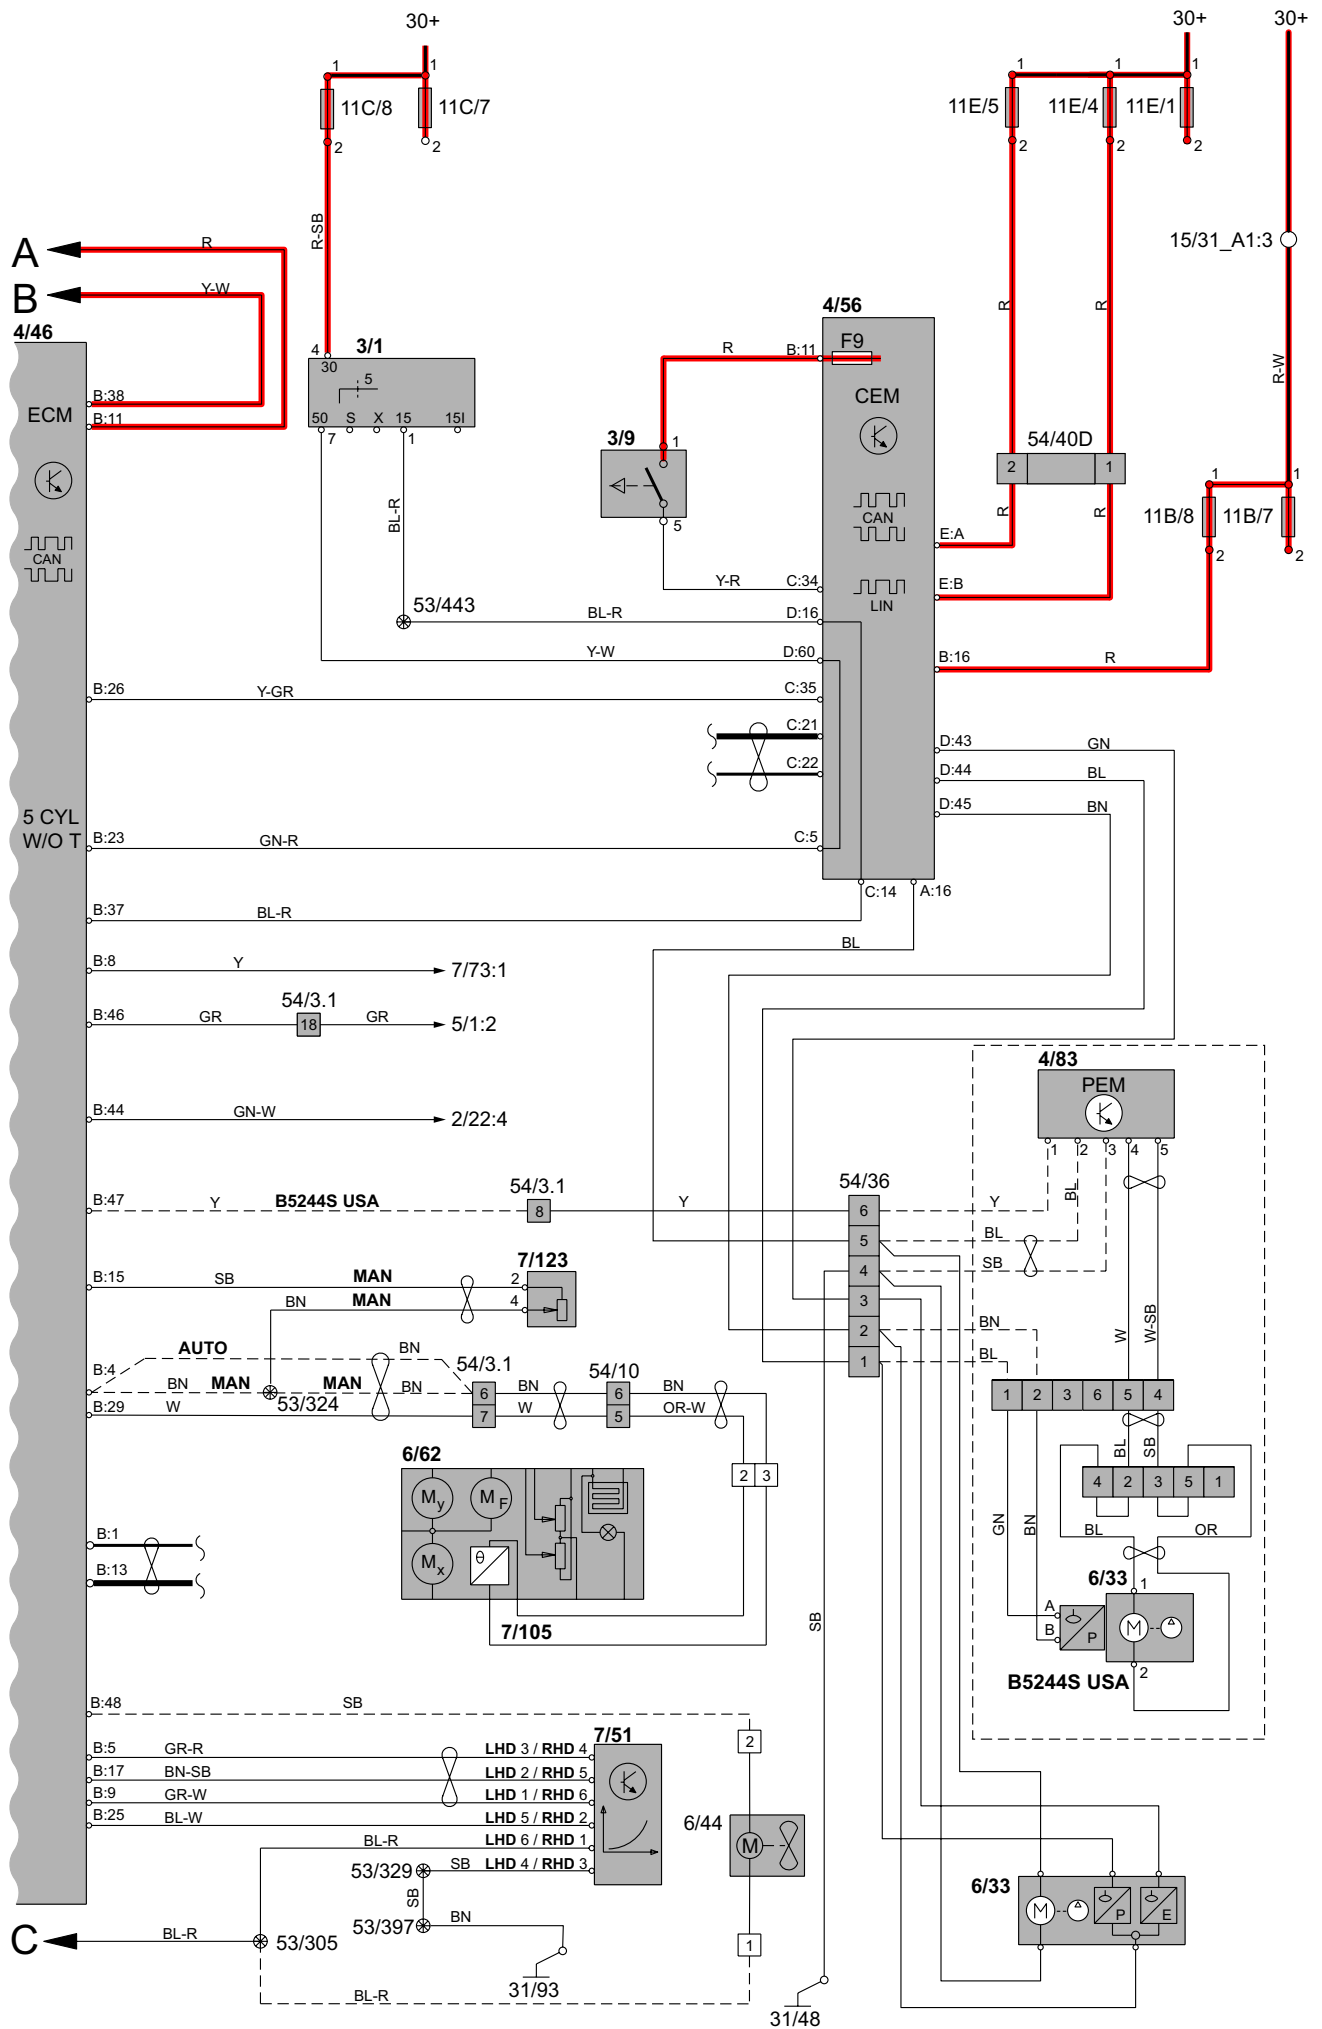 30+
30+
30+
1
1
11C/8
11C/7
2
2
1
1
1
11E/5
11E/4
11E/1
2
2
2
R-SB
A
R
B
Y-W
15/31_A1:3
R
R
R-W
4/46
4/56
F9
R
B:11
4
3/1
30
5
ECM
B:38
B:11
50
S
X
15
15I
7
1
CEM
3/9
1
5
54/40D
2
1
R
R
1
1
11B/8
11B/7
2
2
CAN
BL-R
CAN
E:A
LIN
E:B
Y-R
C:34
53/443
BL-R
D:16
Y-W
D:60
B:16
R
B:26
Y-GR
C:35
C:21
C:22
D:43
GN
D:44
BL
D:45
BN
5 CYL
W/O T
B:23
GN-R
C:5
C:14
A:16
B:37
BL-R
BL
B:8
Y
7/73:1
54/3.1
B:46
GR
18
GR
5/1:2
4/83
PEM
B:44
GN-W
2/22:4
1
2
3
4
5
54/36
54/3.1
B:47
Y
B5244S USA
8
Y
6
Y
BL
5
BL
7/123
B:15
SB
MAN
2
4
SB
BN
MAN
4
3
2
BN
W
W-SB
AUTO
BN
1
BL
B:4
BN
MAN
MAN
BN
54/3.1
54/10
6
BN
6
BN
53/324
B:29
W
7
W
5
OR-W
1
2
3
6
5
4
BL
SB
6/62
2
3
4
2
3
5
1
My
MF
Mx
θ
7/105
GN
BN
BL
OR
B:1
B:13
6/33
1
A
B
P
M
2
B5244S USA
SB
B:48
SB
7/51
2
B:5
GR-R
LHD 3 / RHD 4
B:17
BN-SB
LHD 2 / RHD 5
B:9
GR-W
LHD 1 / RHD 6
B:25
BL-W
LHD 5 / RHD 2
BL-R
LHD 6 / RHD 1
53/329
SB
LHD 4 / RHD 3
6/44
M
SB
53/397
BN
6/33
M
P
E
C
BL-R
53/305
1
31/93
BL-R
31/48